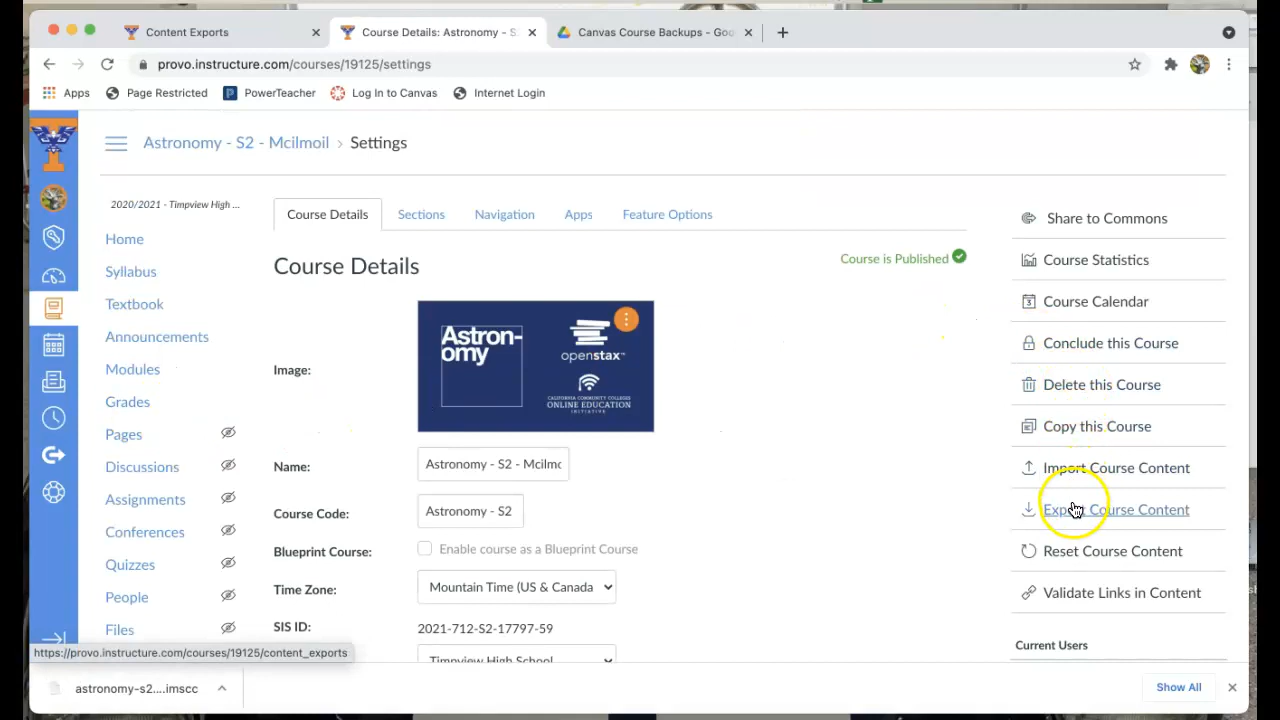 Content Exports
Course Details: Astronomy - S
Canvas Course Backups - Goo
provo.instructure.com/courses/19125/settings
Apps
Page Restricted
PowerTeacher
Log In to Canvas
Internet Login
Astronomy - S2 - Mcilmoil > Settings
2020/2021 - Timpview High ...
Home
Syllabus
Textbook
Announcements
Modules
Grades
Pages
Discussions
Assignments
Conferences
Quizzes
People
Files
Course Details
Sections
Navigation
Apps
Feature Options
Course Details
Course is Published
Image:
Astron-
omy
openstax™
CALIFORNIA COMMUNITY COLLEGES
ONLINE EDUCATION
INITIATIVE
Name:
Astronomy - S2 - Mcilmo
Course Code:
Astronomy - S2
Blueprint Course:
Enable course as a Blueprint Course
Time Zone:
Mountain Time (US & Canada
SIS ID:
2021-712-S2-17797-59
Timpview High School
Share to Commons
Course Statistics
3
Course Calendar
Conclude this Course
Delete this Course
Copy this Course
Import Course Content
Export Course Content
Reset Course Content
Validate Links in Content
Current Users
https://provo.instructure.com/courses/19125/content_exports
astronomy-s2....imscc
Show All